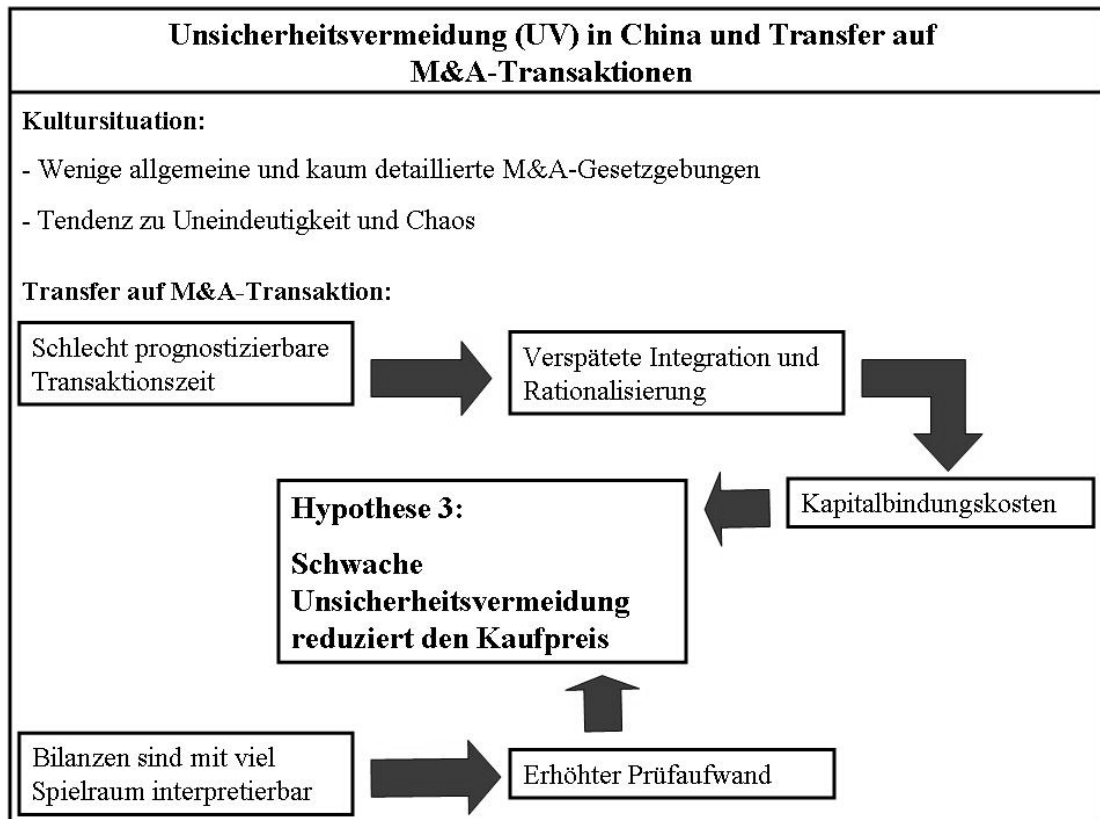 Unsicherheitsvermeidung (UV) in China und Transfer auf
M&A-Transaktionen
Kultursituation:
- Wenige allgemeine und kaum detaillierte M&A-Gesetzgebungen
- Tendenz zu Uneindeutigkeit und Chaos
Transfer auf M&A-Transaktion:
Schlecht prognostizierbare
Transaktionszeit
Verspätete Integration und
Rationalisierung
Kapitalbindungskosten
Hypothese 3:
Schwache
Unsicherheitsvermeidung
reduziert den Kaufpreis
Bilanzen sind mit viel
Spielraum interpretierbar
Erhöhter Prüfaufwand